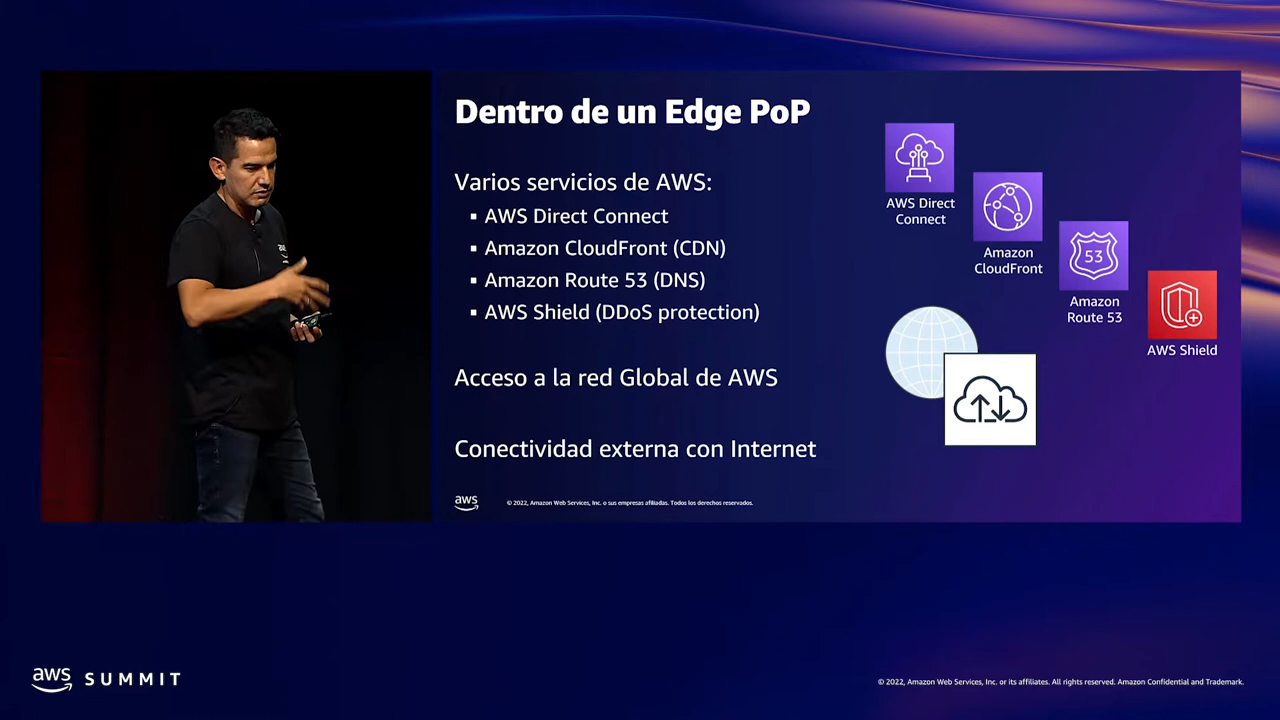 Dentro de un Edge PoP
Varios servicios de AWS:
▪ AWS Direct Connect
▪ Amazon CloudFront (CDN)
▪ Amazon Route 53 (DNS)
▪ AWS Shield (DDoS protection)
Acceso a la red Global de AWS
Conectividad externa con Internet
AWS Direct
Connect
Amazon
CloudFront
53
Amazon
Route 53
AWS Shield
aws
© 2022, Amazon Web Services, Inc. o sus empresas afiliadas. Todos los derechos reservados.
aws
aws SUMMIT
© 2022, Amazon Web Services, Inc. or its affiliates. All rights reserved. Amazon Confidential and Trademark.